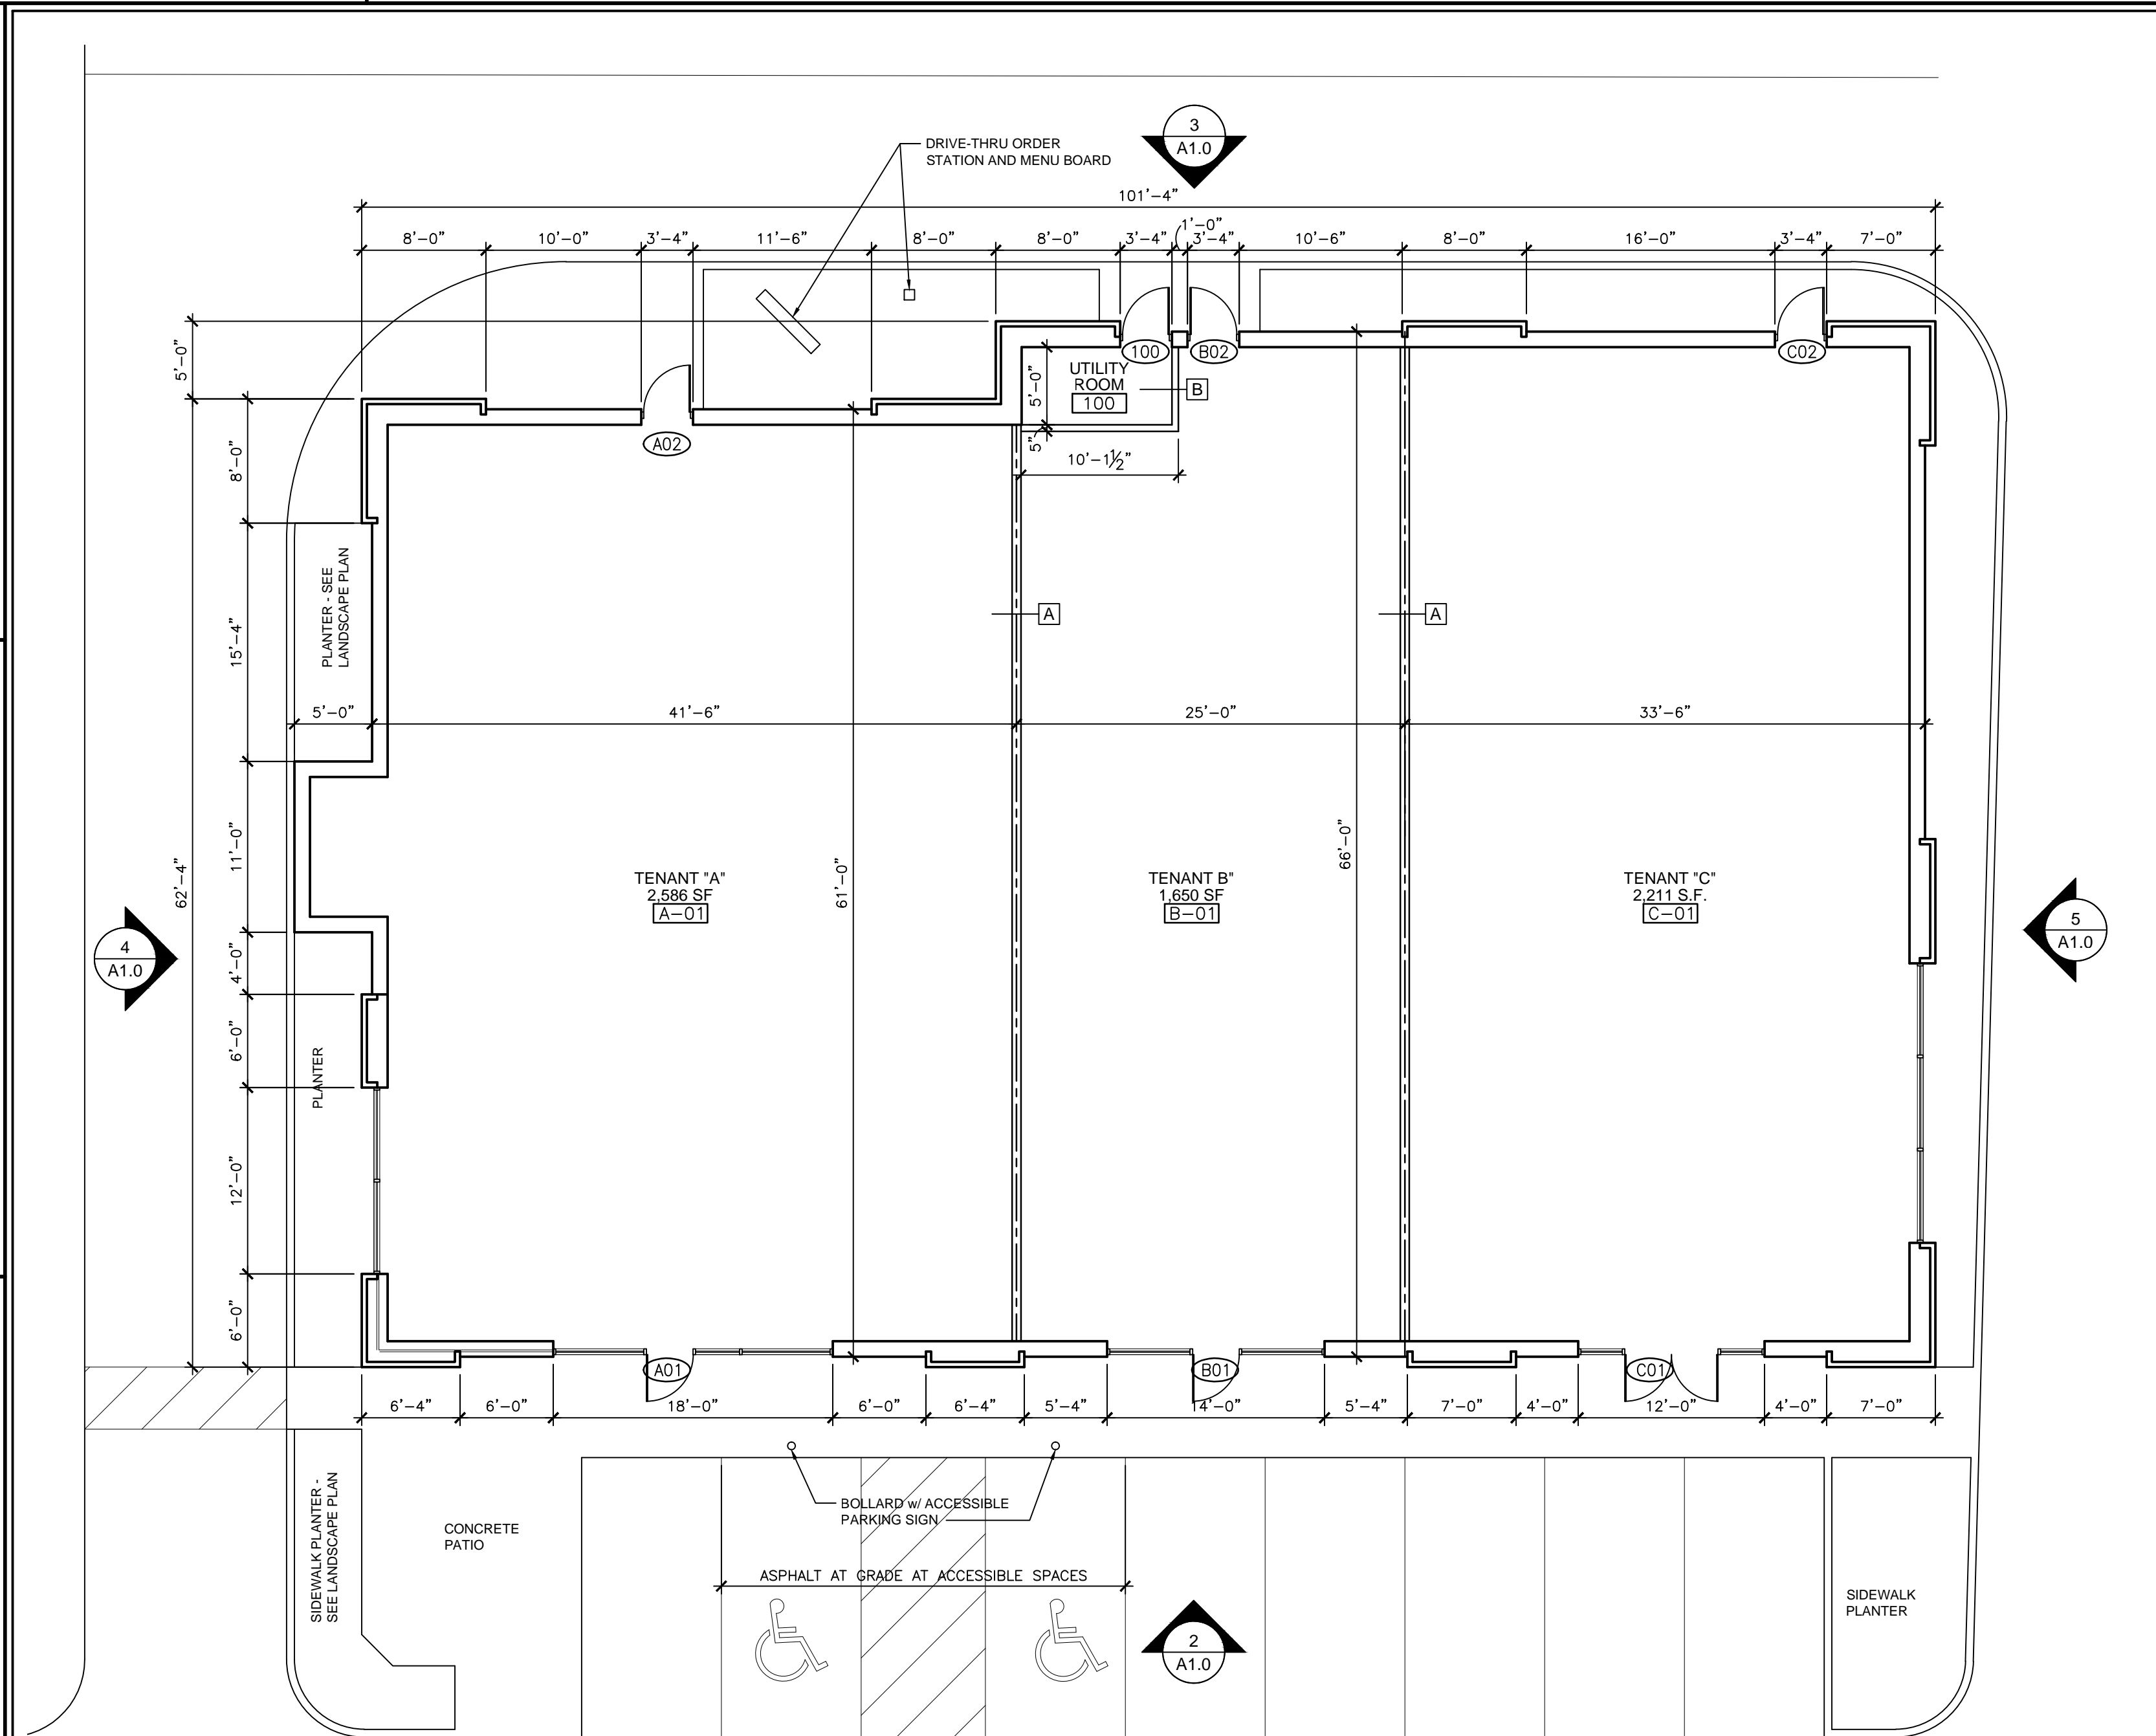 3
A1.0
DRIVE-THRU ORDER
STATION AND MENU BOARD
101'-4"
1'-0"
8'-0" 10'-0" 3'-4" 11'-6" 8'-0" 8'-0" 3'-4" 3'-4" 10'-6" 8'-0" 16'-0" 3'-4" 7'-0"
5'-0"
100 B02 C02
UTILITY
ROOM
100
B
5'-0"
5"
10'-1½"
A02
8'-0"
PLANTER - SEE
LANDSCAPE PLAN
15'-4"
A A
5'-0" 41'-6" 25'-0" 33'-6"
11'-0"
62'-4"
61'-0"
66'-0"
TENANT "A"
2,586 SF
A-01
TENANT B"
1,650 SF
B-01
TENANT "C"
2,211 S.F.
C-01
4
A1.0
5
A1.0
4'-0"
6'-0"
PLANTER
12'-0"
6'-0"
A01 B01 C01
6'-4" 6'-0" 18'-0" 6'-0" 6'-4" 5'-4" 14'-0" 5'-4" 7'-0" 4'-0" 12'-0" 4'-0" 7'-0"
SIDEWALK PLANTER -
SEE LANDSCAPE PLAN
CONCRETE
PATIO
BOLLARD w/ ACCESSIBLE
PARKING SIGN
ASPHALT AT GRADE AT ACCESSIBLE SPACES
2
A1.0
SIDEWALK
PLANTER